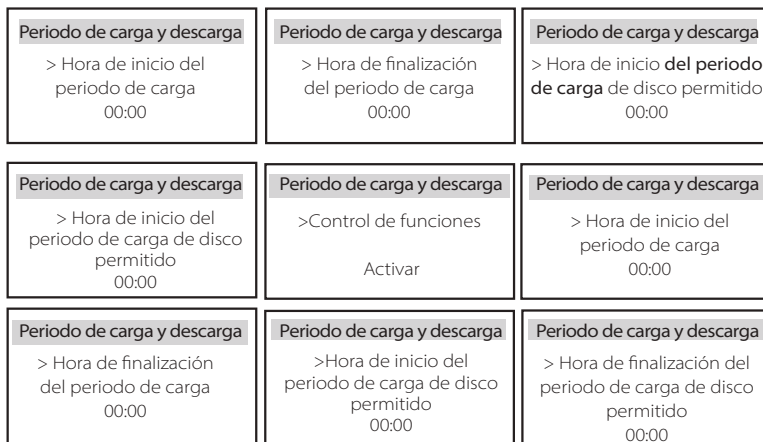 Periodo de carga y descarga
> Hora de inicio del
periodo de carga
00:00
Periodo de carga y descarga
> Hora de finalización
del periodo de carga
00:00
Periodo de carga y descarga
> Hora de inicio del periodo
de carga de disco permitido
00:00
Periodo de carga y descarga
> Hora de inicio del
periodo de carga de disco
permitido
00:00
Periodo de carga y descarga
>Control de funciones
Activar
Periodo de carga y descarga
> Hora de inicio del
periodo de carga
00:00
Periodo de carga y descarga
> Hora de finalización
del periodo de carga
00:00
Periodo de carga y descarga
>Hora de inicio del
periodo de carga de disco
permitido
00:00
Periodo de carga y descarga
> Hora de finalización del
periodo de carga de disco
permitido
00:00